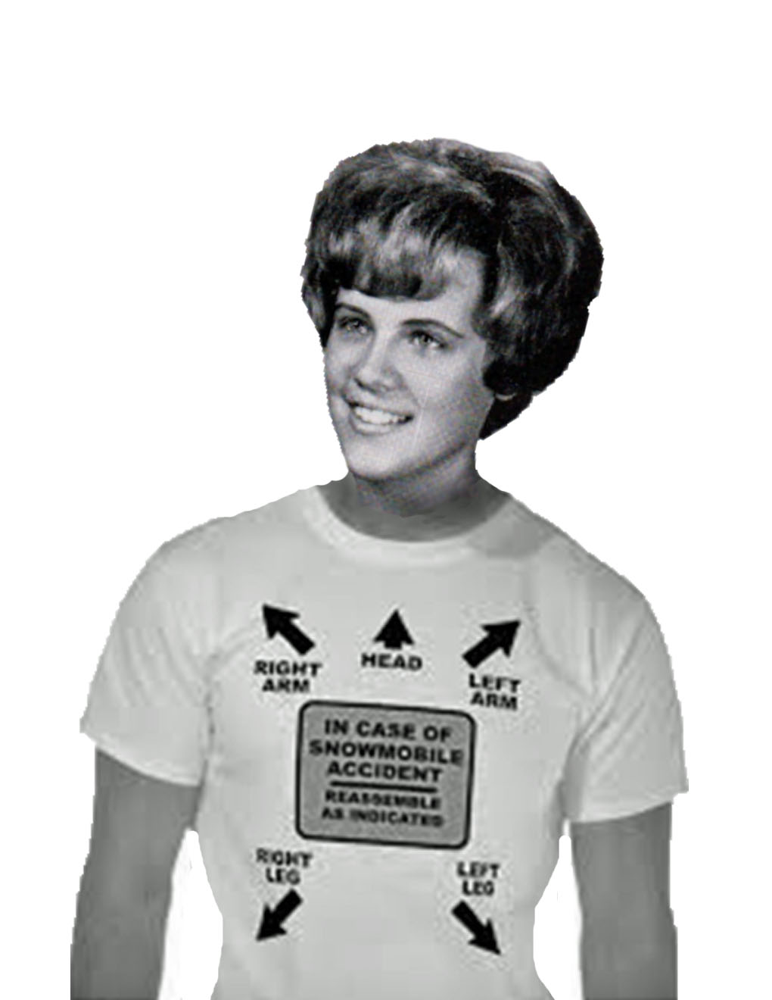 HEAD
RIGHT
ARM
LEFT
ARM
IN CASE OF
SNOWMOBILE
ACCIDENT
REASSEMBLE
AS INDICATED
RIGHT
LEG
LEFT
LEG